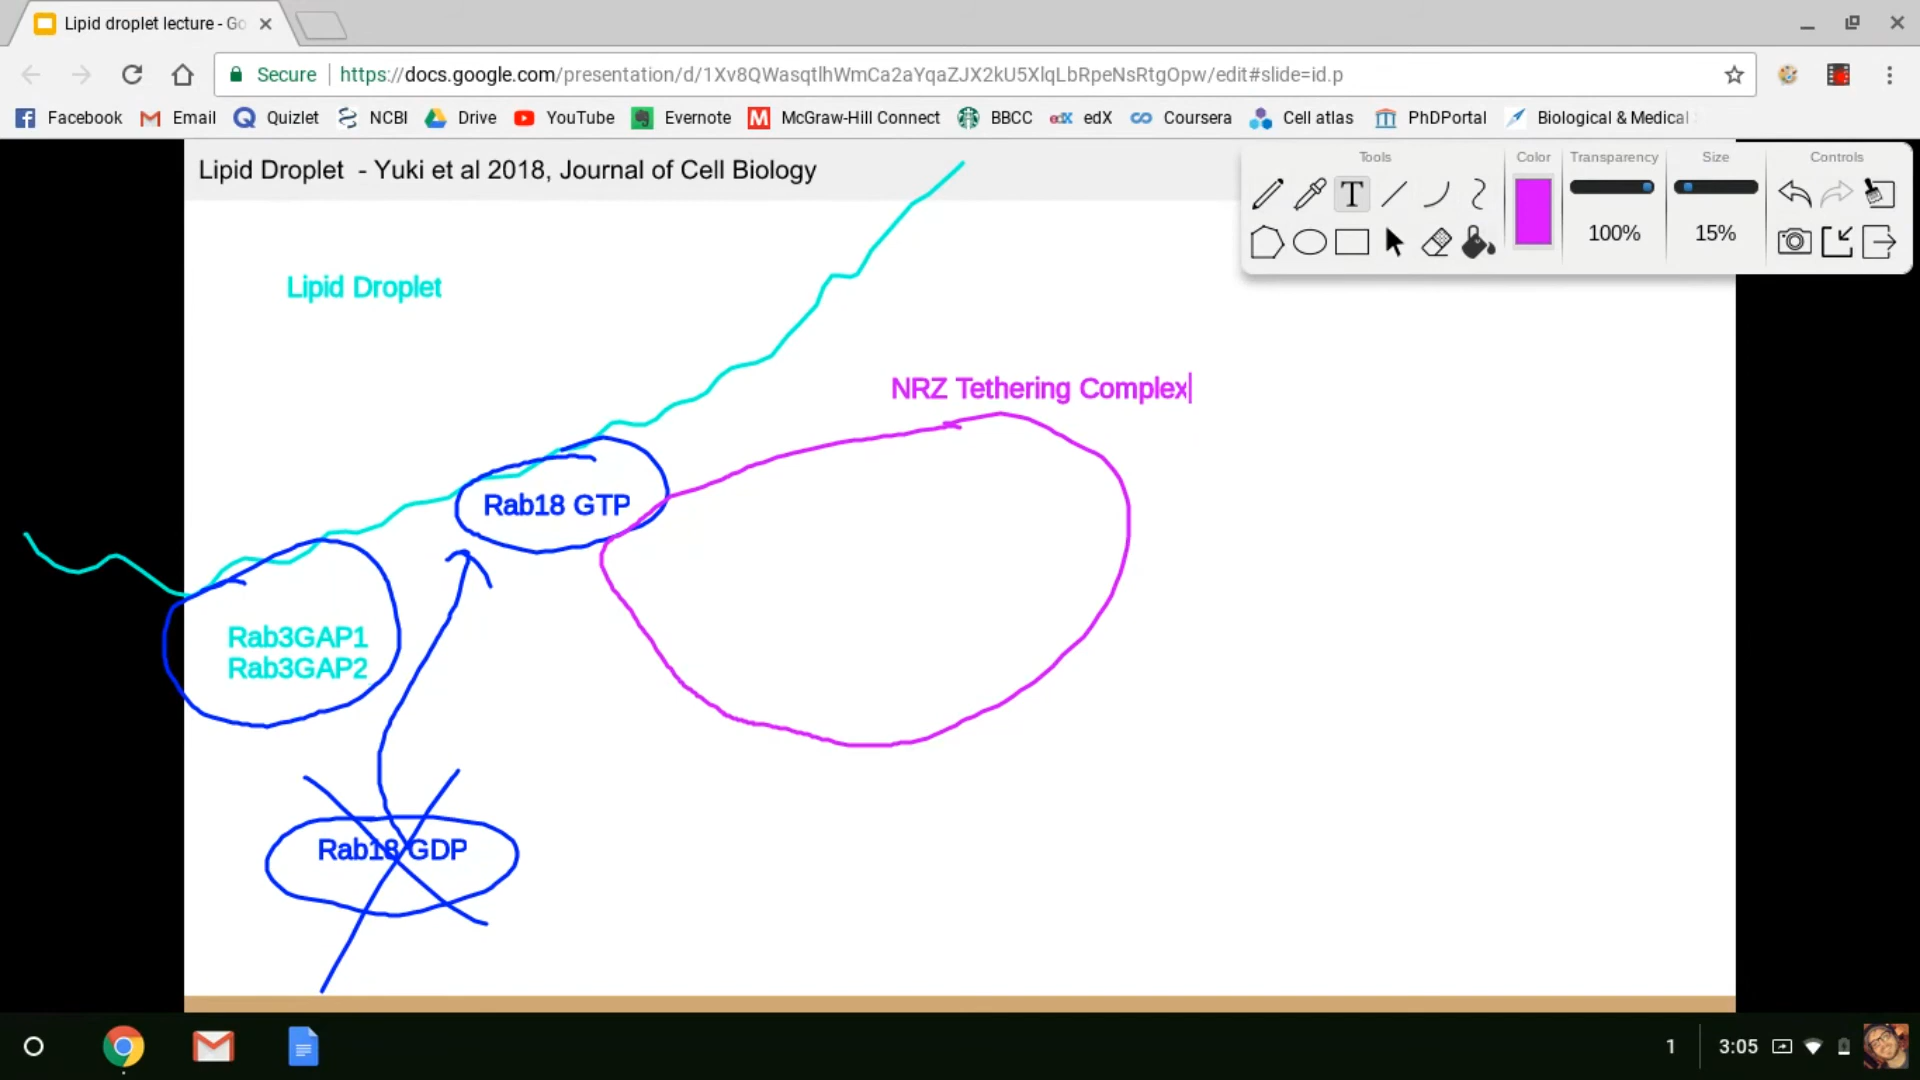 Lipid droplet lecture - Go
Secure
https://docs.google.com/presentation/d/1Xv8QWasqtlhWmCa2aYqaZJX2kU5XlqLbRpeNsRtgOpw/edit#slide=id.p
Facebook Email Quizlet NCBI Drive YouTube Evernote McGraw-Hill Connect BBCC edX Coursera Cell atlas PhDPortal Biological & Medical
Lipid Droplet - Yuki et al 2018, Journal of Cell Biology
Tools Color Transparency Size Controls
100% 15%
Lipid Droplet
NRZ Tethering Complex
Rab18 GTP
Rab3GAP1
Rab3GAP2
Rab18 GDP
1 3:05